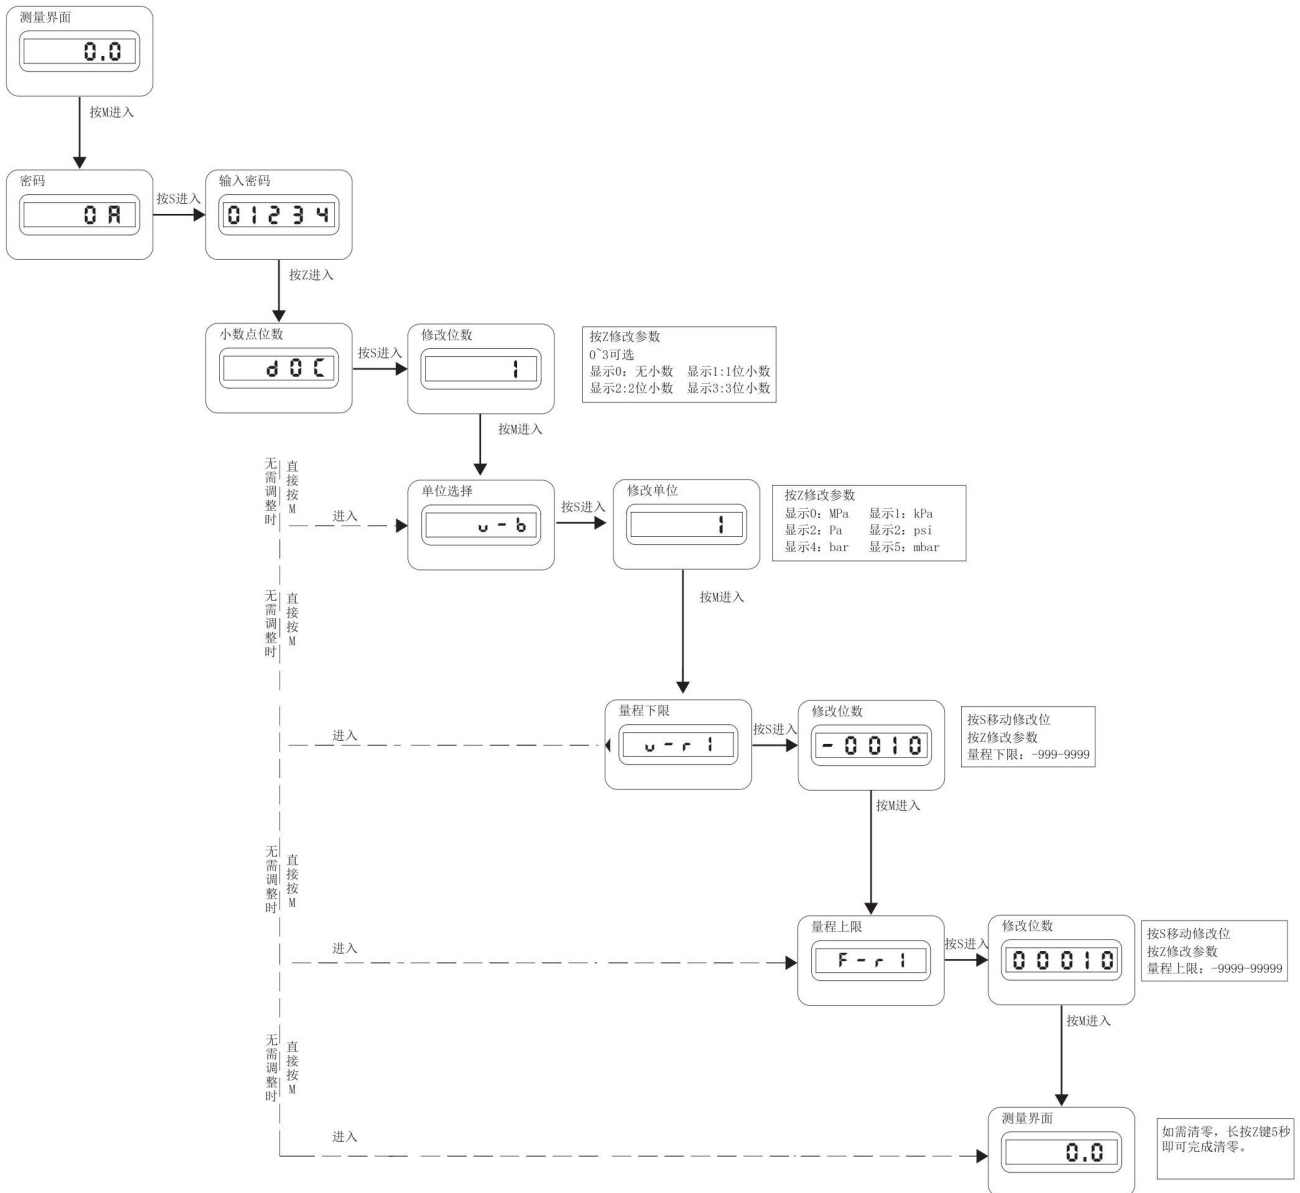 测量界面
0.0
按M进入
密码
0A
按S进入
输入密码
01234
按Z进入
小数点位数
d0C
按S进入
修改位数
1
按Z修改参数
0~3可选
显示0：无小数 显示1:1位小数
显示2:2位小数 显示3:3位小数
按M进入
无需调整时
直接按M
进入
单位选择
u-b
按S进入
修改单位
1
按Z修改参数
显示0：MPa 显示1：kPa
显示2：Pa 显示2：psi
显示4：bar 显示5：mbar
按M进入
无需调整时
直接按M
进入
量程下限
u-r1
按S进入
修改位数
-0010
按S移动修改位
按Z修改参数
量程下限：-999-9999
按M进入
无需调整时
直接按M
进入
量程上限
F-r1
按S进入
修改位数
00010
按S移动修改位
按Z修改参数
量程上限：-9999-99999
按M进入
无需调整时
直接按M
进入
测量界面
0.0
如需清零，长按Z键5秒
即可完成清零。